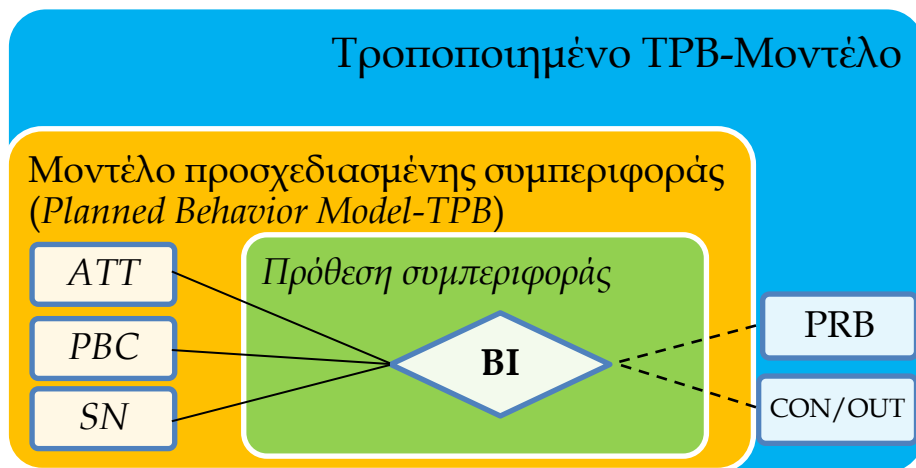 Τροποποιημένο TPB-Μοντέλο
Μοντέλο προσχεδιασμένης συμπεριφοράς
(Planned Behavior Model-TPB)
ATT
Πρόθεση συμπεριφοράς
PBC
BI
PRB
SN
CON/OUT